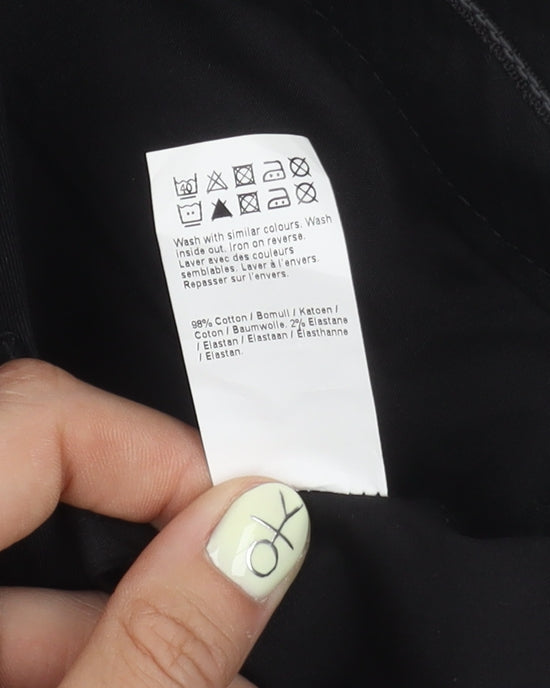 40
Wash with similar colours. Wash
inside out. Iron on reverse.
Laver avec des couleurs
semblables. Laver à l'envers.
Repasser sur l'envers.
98% Cotton / Bomull / Katoen /
Coton / Baumwolle. 2% Elastane
/ Elastan / Elastaan / Élasthanne
/ Elastan.